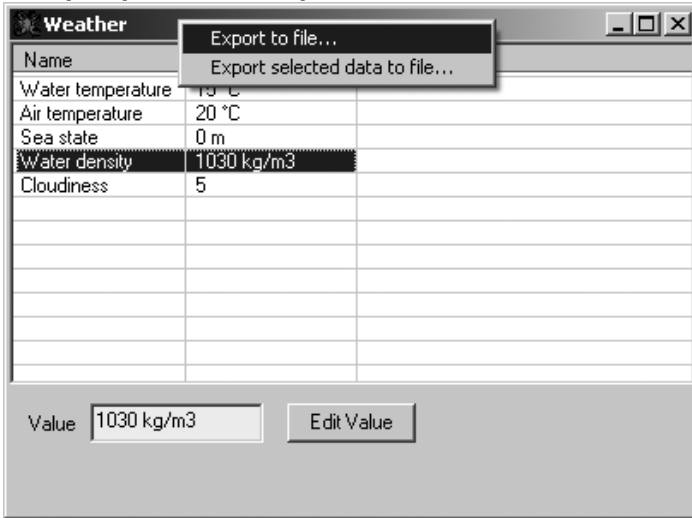 Weather
Export to file...
Name
Export selected data to file...
Water temperature
Air temperature 20 °C
Sea state 0 m
Water density 1030 kg/m3
Cloudiness 5
Value 1030 kg/m3 Edit Value